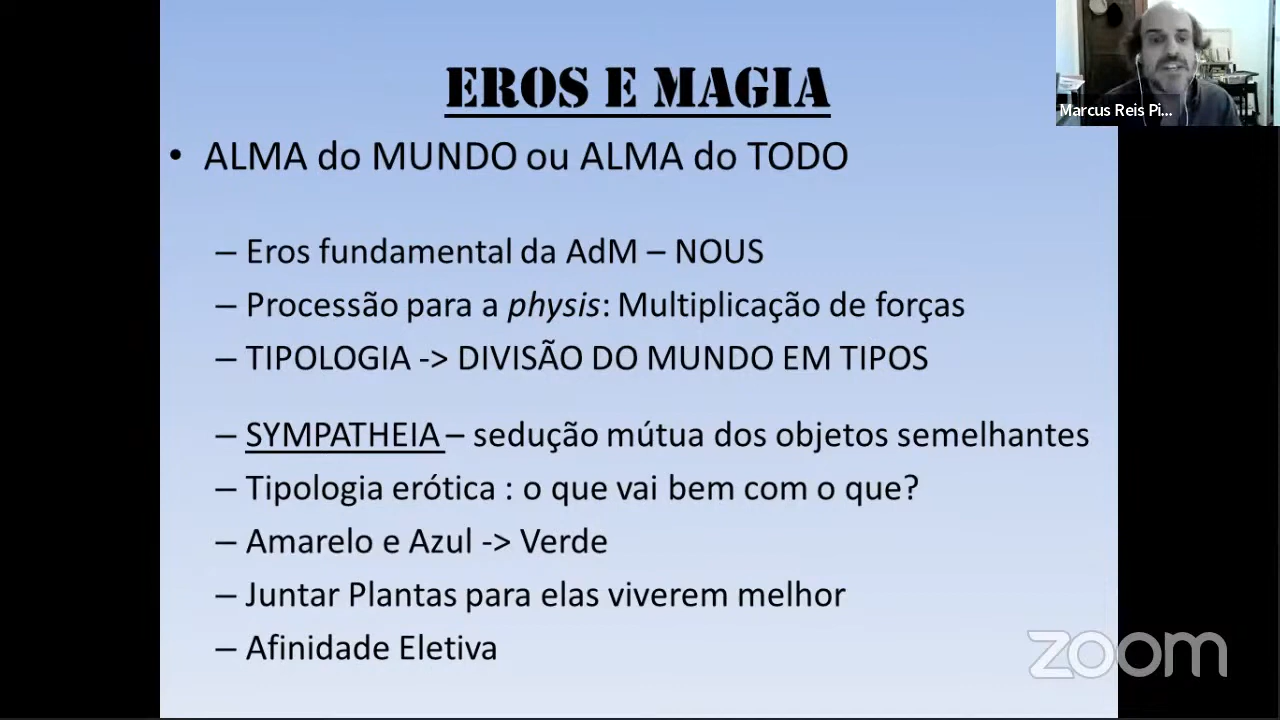 EROS E MAGIA
Marcus Reis Pi...
• ALMA do MUNDO ou ALMA do TODO
– Eros fundamental da AdM – NOUS
– Processão para a physis: Multiplicação de forças
– TIPOLOGIA -> DIVISÃO DO MUNDO EM TIPOS
– SYMPATHEIA – sedução mútua dos objetos semelhantes
– Tipologia erótica : o que vai bem com o que?
– Amarelo e Azul -> Verde
– Juntar Plantas para elas viverem melhor
– Afinidade Eletiva
zoom